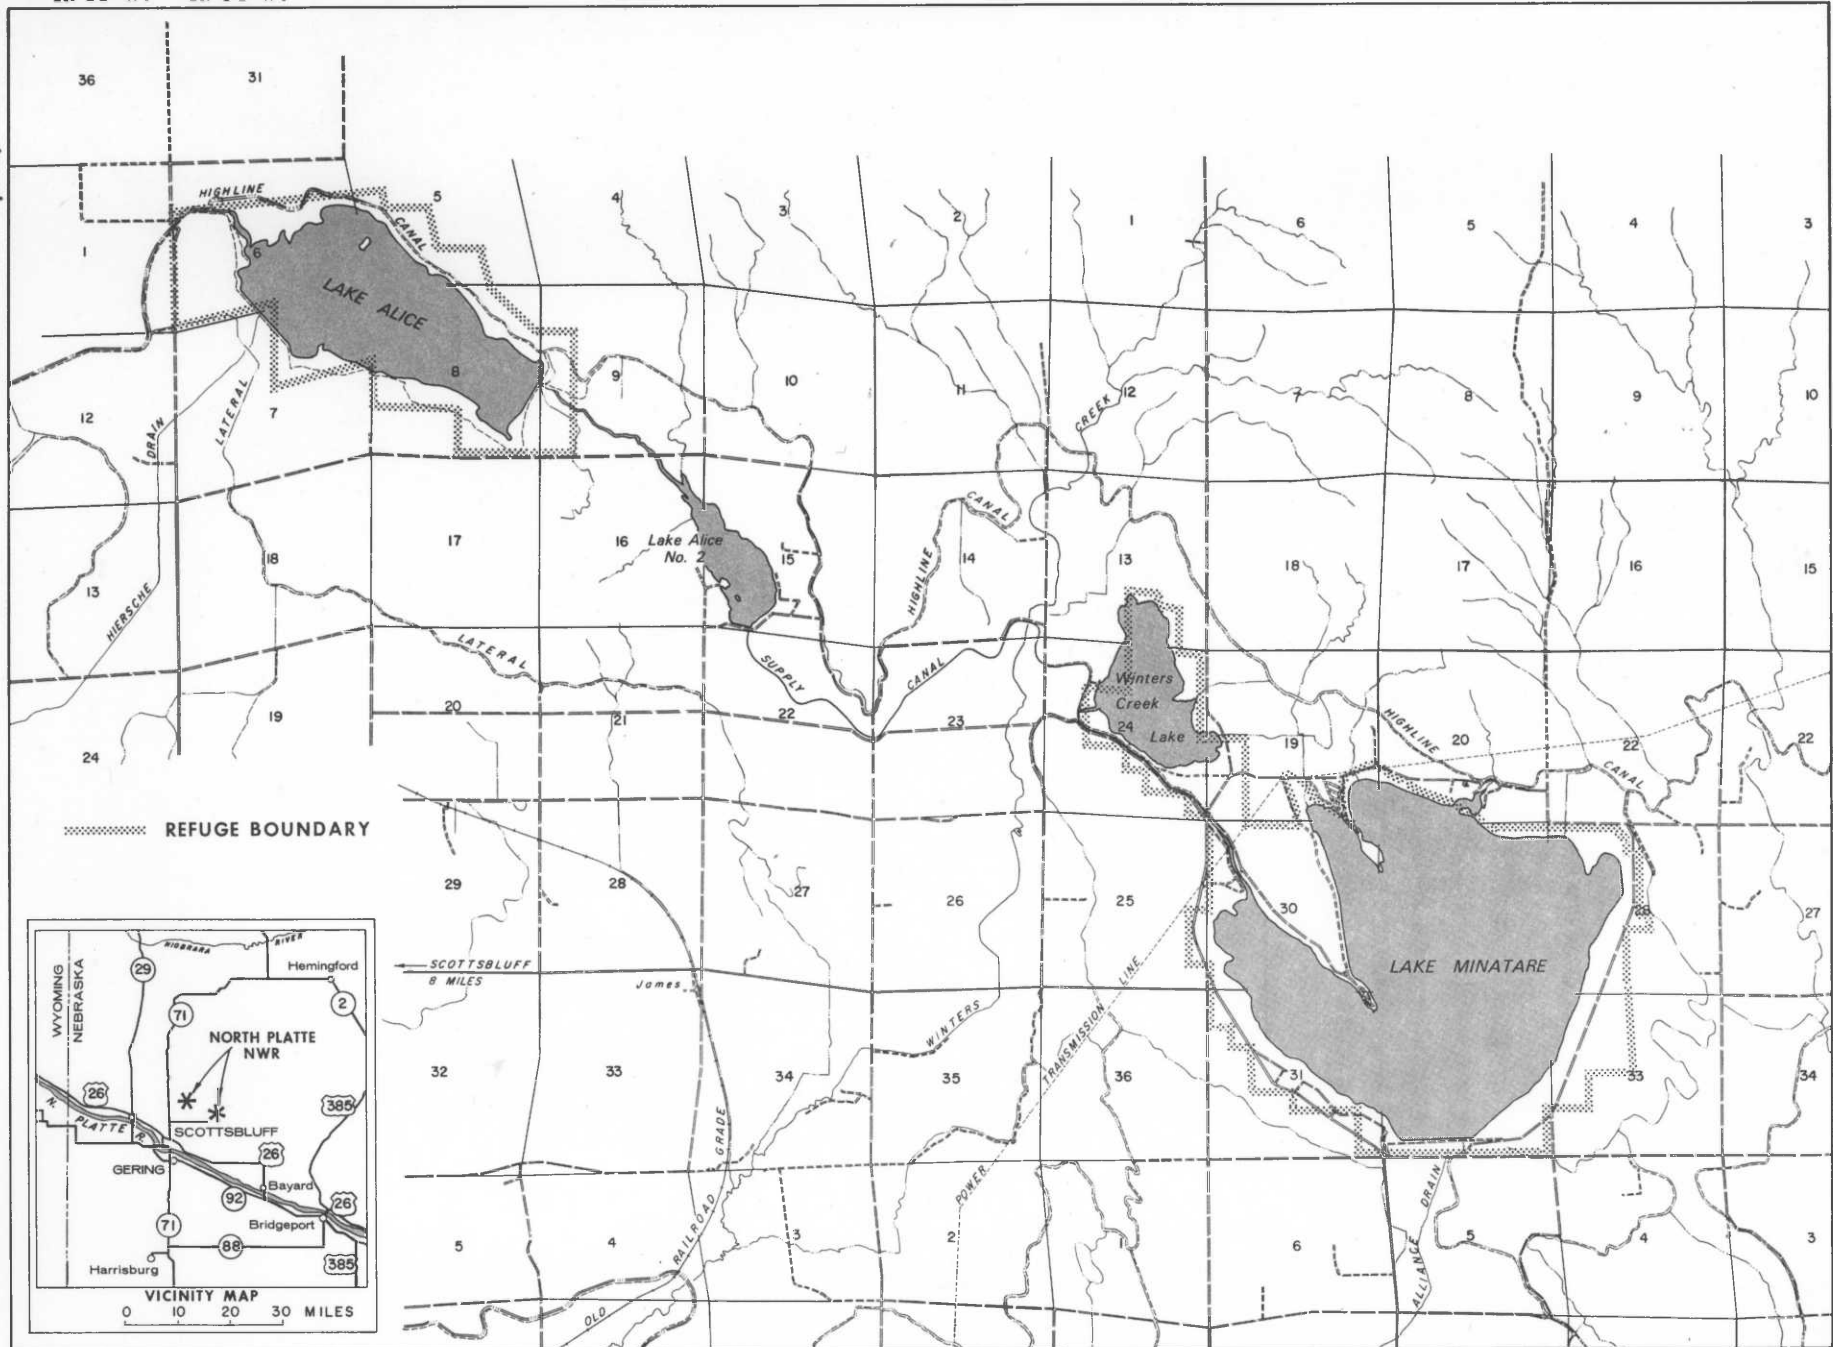 36 31
HIGHLINE
5 4 3 2 1 6 5 4 3
1 6
CANAL
LAKE ALICE
8 9 10 12 7 8 9 10
12 7
DRAIN
LATERAL
H
CREEK
CANAL
17 16 15 14 13 18 17 16 15
Lake Alice
No. 2
18
13
HIERSCHE
HIGHLINE
LATERAL
SUPPLY
CANAL
Winters
Creek
Lake
19 20 21 22 23 24 19 20 22 22
24
HIGHLINE
CANAL
REFUGE BOUNDARY
29 28 27 26 25 30 28 27
SCOTTSBLUFF
8 MILES
James
LAKE MINATARE
WINTERS
POWER TRANSMISSION LINE
32 33 34 35 36 31 33 34
OLD RAILROAD GRADE
ALLIANCE DRAIN
5 4 3 2 1 6 5 4 3
NIOBRARA RIVER
WYOMING
NEBRASKA
29
Hemingford
2
71
NORTH PLATTE
NWR
26
385
N. PLATTE R.
SCOTTSBLUFF
26
GERING
Bayard
92
26
Bridgeport
71
88
385
Harrisburg
VICINITY MAP
0 10 20 30 MILES